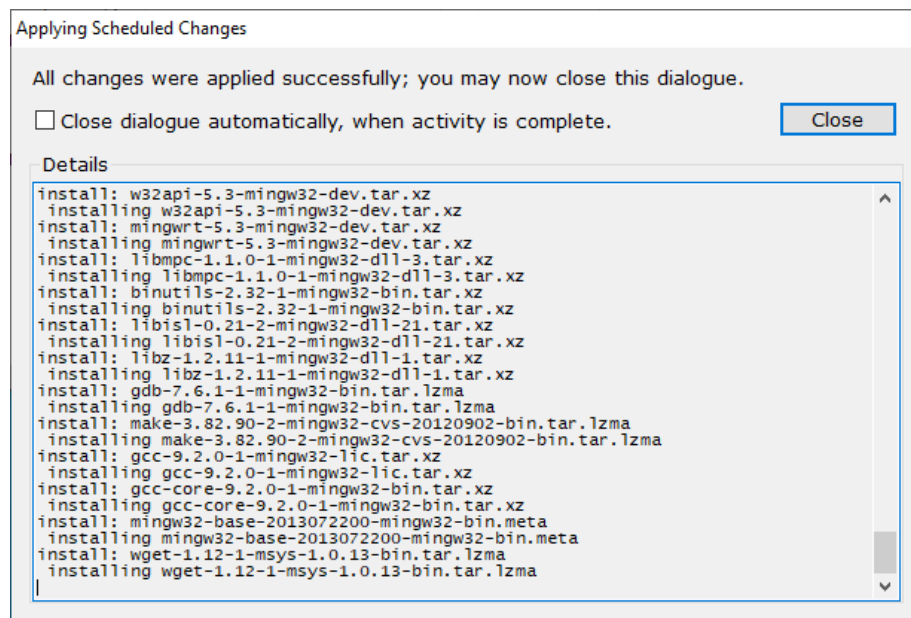 Applying Scheduled Changes
All changes were applied successfully; you may now close this dialogue.
Close dialogue automatically, when activity is complete.
Close
Details
install: w32api-5.3-mingw32-dev.tar.xz
installing w32api-5.3-mingw32-dev.tar.xz
install: mingwrt-5.3-mingw32-dev.tar.xz
installing mingwrt-5.3-mingw32-dev.tar.xz
install: libmpc-1.1.0-1-mingw32-dll-3.tar.xz
installing libmpc-1.1.0-1-mingw32-dll-3.tar.xz
install: binutils-2.32-1-mingw32-bin.tar.xz
installing binutils-2.32-1-mingw32-bin.tar.xz
install: libisl-0.21-2-mingw32-dll-21.tar.xz
installing libisl-0.21-2-mingw32-dll-21.tar.xz
install: libz-1.2.11-1-mingw32-dll-1.tar.xz
installing libz-1.2.11-1-mingw32-dll-1.tar.xz
install: gdb-7.6.1-1-mingw32-bin.tar.lzma
installing gdb-7.6.1-1-mingw32-bin.tar.lzma
install: make-3.82.90-2-mingw32-cvs-20120902-bin.tar.lzma
installing make-3.82.90-2-mingw32-cvs-20120902-bin.tar.lzma
install: gcc-9.2.0-1-mingw32-lic.tar.xz
installing gcc-9.2.0-1-mingw32-lic.tar.xz
install: gcc-core-9.2.0-1-mingw32-bin.tar.xz
installing gcc-core-9.2.0-1-mingw32-bin.tar.xz
install: mingw32-base-2013072200-mingw32-bin.meta
installing mingw32-base-2013072200-mingw32-bin.meta
install: wget-1.12-1-msys-1.0.13-bin.tar.lzma
installing wget-1.12-1-msys-1.0.13-bin.tar.lzma